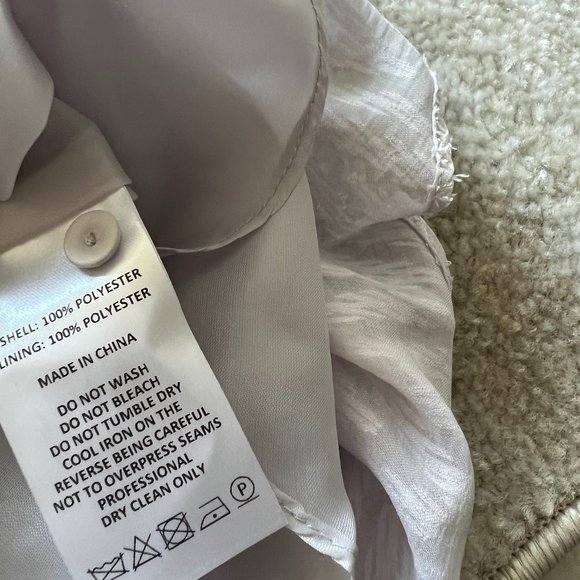 SHELL: 100% POLYESTER
LINING: 100% POLYESTER
MADE IN CHINA
DO NOT WASH
DO NOT BLEACH
DO NOT TUMBLE DRY
COOL IRON ON THE
REVERSE BEING CAREFUL
NOT TO OVERPRESS SEAMS
PROFESSIONAL
DRY CLEAN ONLY
P